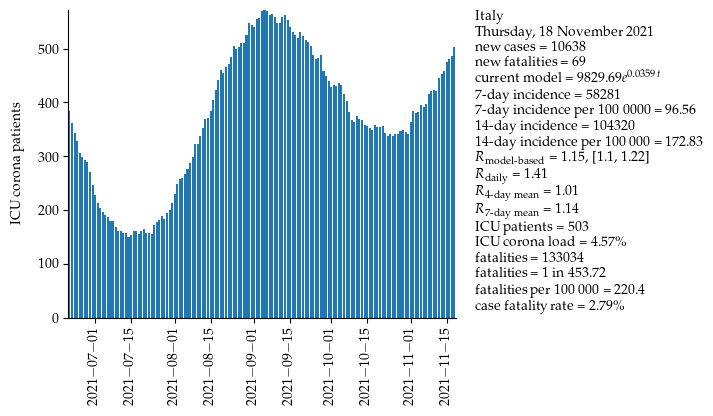 500
400
300
200
100
0
ICU corona patients
2021−07−01
2021−07−15
2021−08−01
2021−08−15
2021−09−01
2021−09−15
2021−10−01
2021−10−15
2021−11−01
2021−11−15
Italy
Thursday, 18 November 2021
new cases = 10638
new fatalities = 69
current model = 9829.69e^0.0359 t
7-day incidence = 58281
7-day incidence per 100 0000 = 96.56
14-day incidence = 104320
14-day incidence per 100 000 = 172.83
R model-based = 1.15, [1.1, 1.22]
R daily = 1.41
R 4-day mean = 1.01
R 7-day mean = 1.14
ICU patients = 503
ICU corona load = 4.57%
fatalities = 133034
fatalities = 1 in 453.72
fatalities per 100 000 = 220.4
case fatality rate = 2.79%